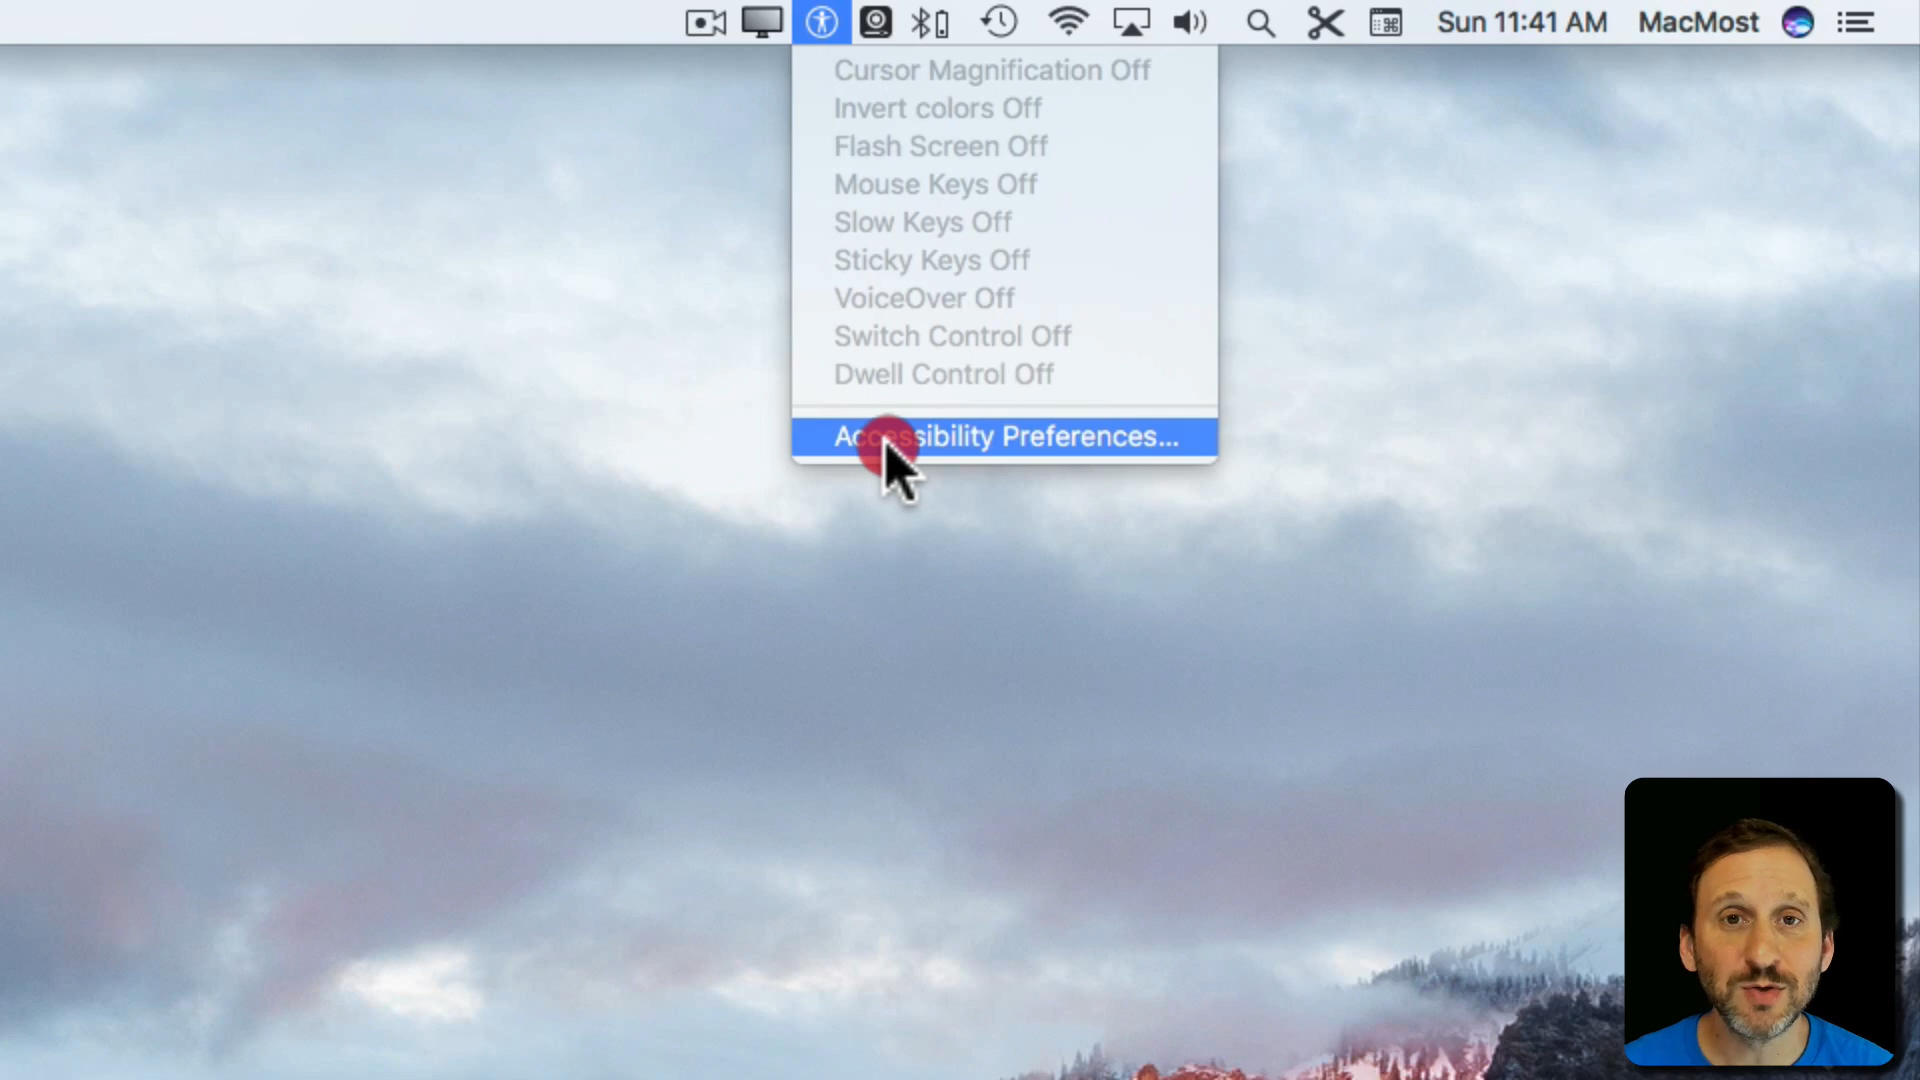 Sun 11:41 AM MacMost
Cursor Magnification Off
Invert colors Off
Flash Screen Off
Mouse Keys Off
Slow Keys Off
Sticky Keys Off
VoiceOver Off
Switch Control Off
Dwell Control Off
Accessibility Preferences...